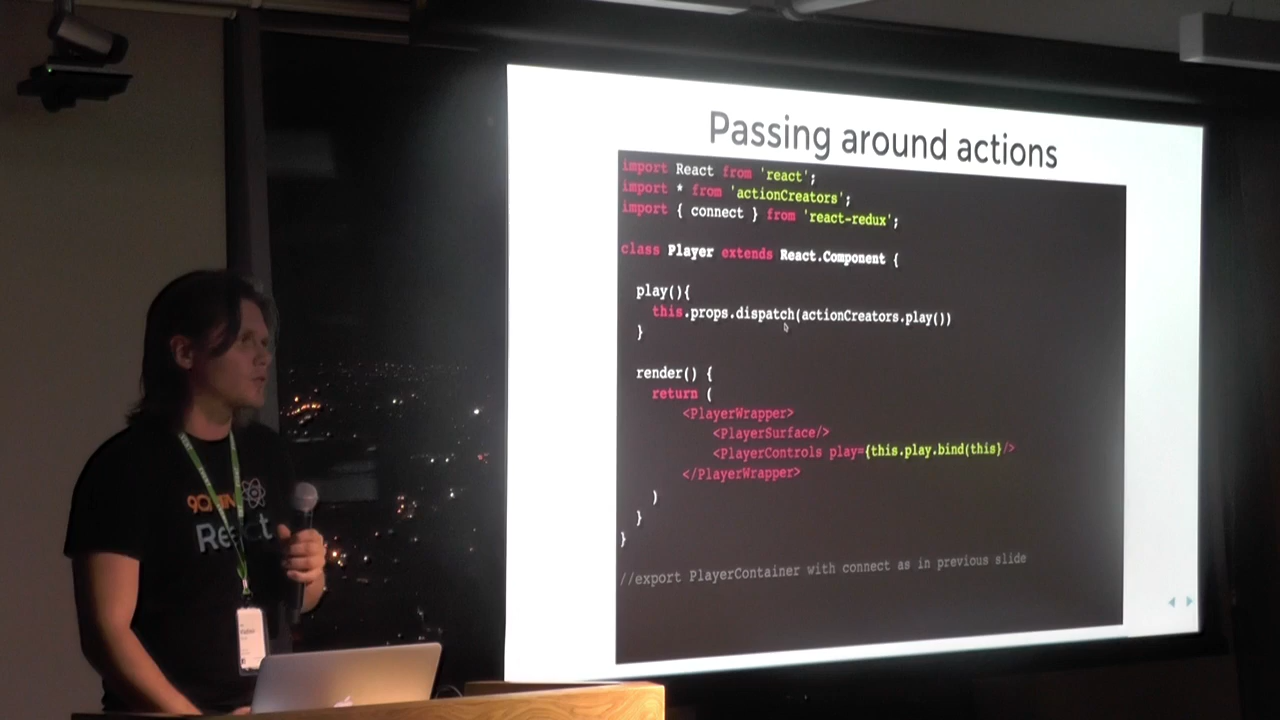 Passing around actions
import React from 'react';
import * from 'actionCreators';
import { connect } from 'react-redux';
class Player extends React.Component {
play(){
this.props.dispatch(actionCreators.play())
}
render() {
return (
<PlayerWrapper>
<PlayerSurface/>
<PlayerControls play={this.play.bind(this}/>
</PlayerWrapper>
)
}
}
//export PlayerContainer with connect as in previous slide
React